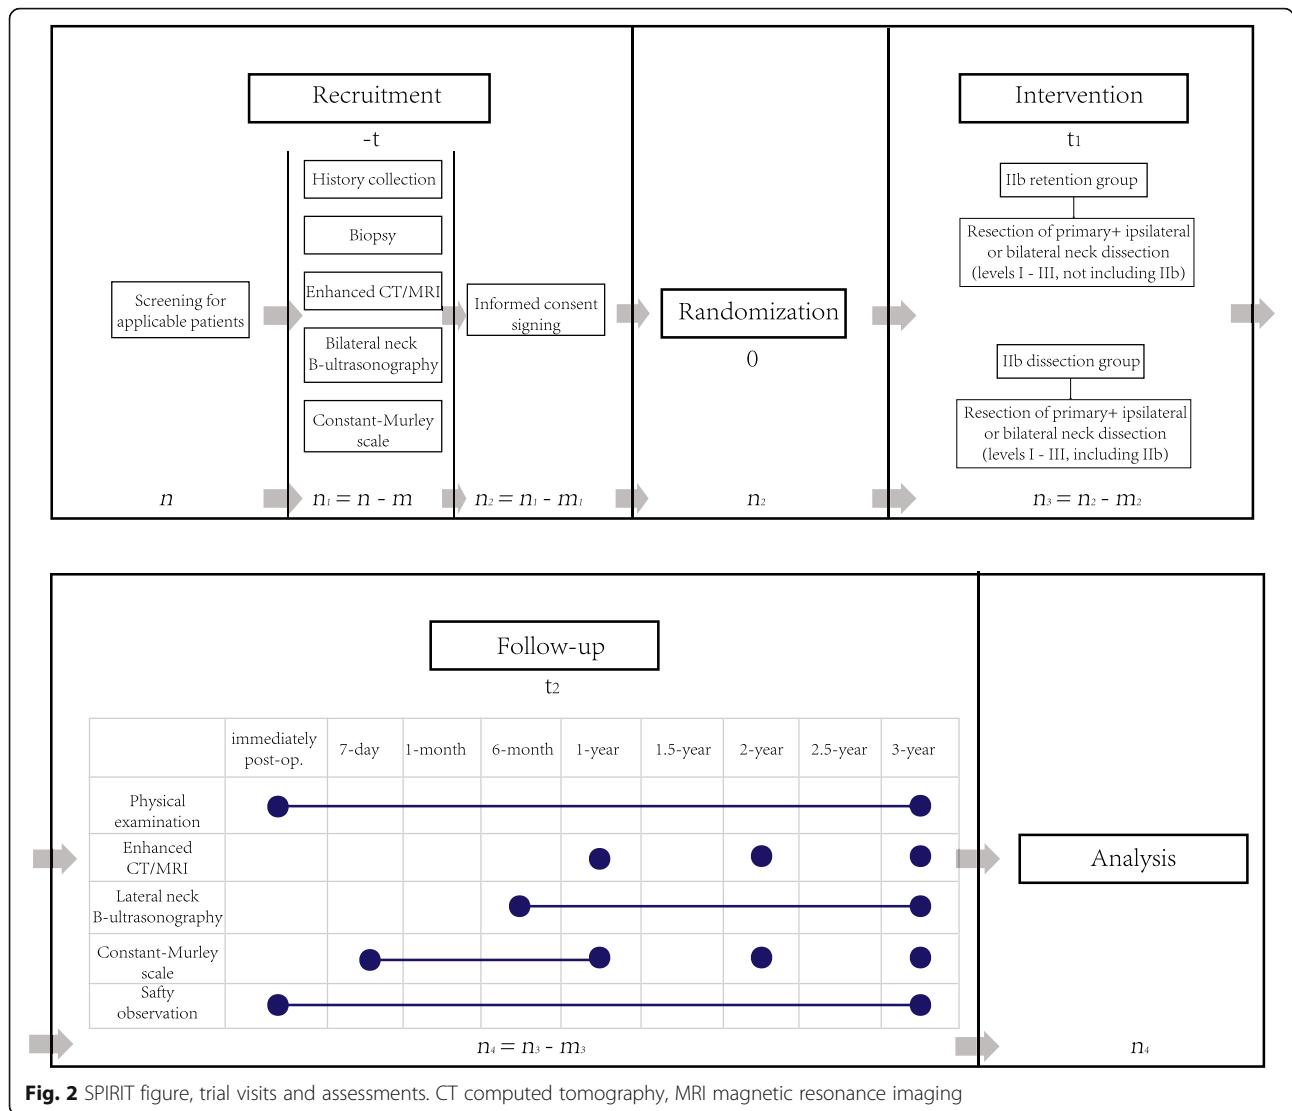 Recruitment
-t
History collection
Biopsy
Enhanced CT/MRI
Bilateral neck
B-ultrasonography
Constant-Murley
scale
Screening for
applicable patients
Informed consent
signing
Randomization
0
Intervention
t1
IIb retention group
Resection of primary+ ipsilateral
or bilateral neck dissection
(levels I - III, not including IIb)
IIb dissection group
Resection of primary+ ipsilateral
or bilateral neck dissection
(levels I - III, including IIb)
n
n₁ = n - m
n₂ = n₁ - m₁
n₂
n₃ = n₂ - m₂
Follow-up
t2
immediately
post-op.
7-day
1-month
6-month
1-year
1.5-year
2-year
2.5-year
3-year
Physical
examination
Enhanced
CT/MRI
Lateral neck
B-ultrasonography
Constant-Murley
scale
Safty
observation
n₄ = n₃ - m₃
Analysis
n₄
Fig. 2 SPIRIT figure, trial visits and assessments. CT computed tomography, MRI magnetic resonance imaging